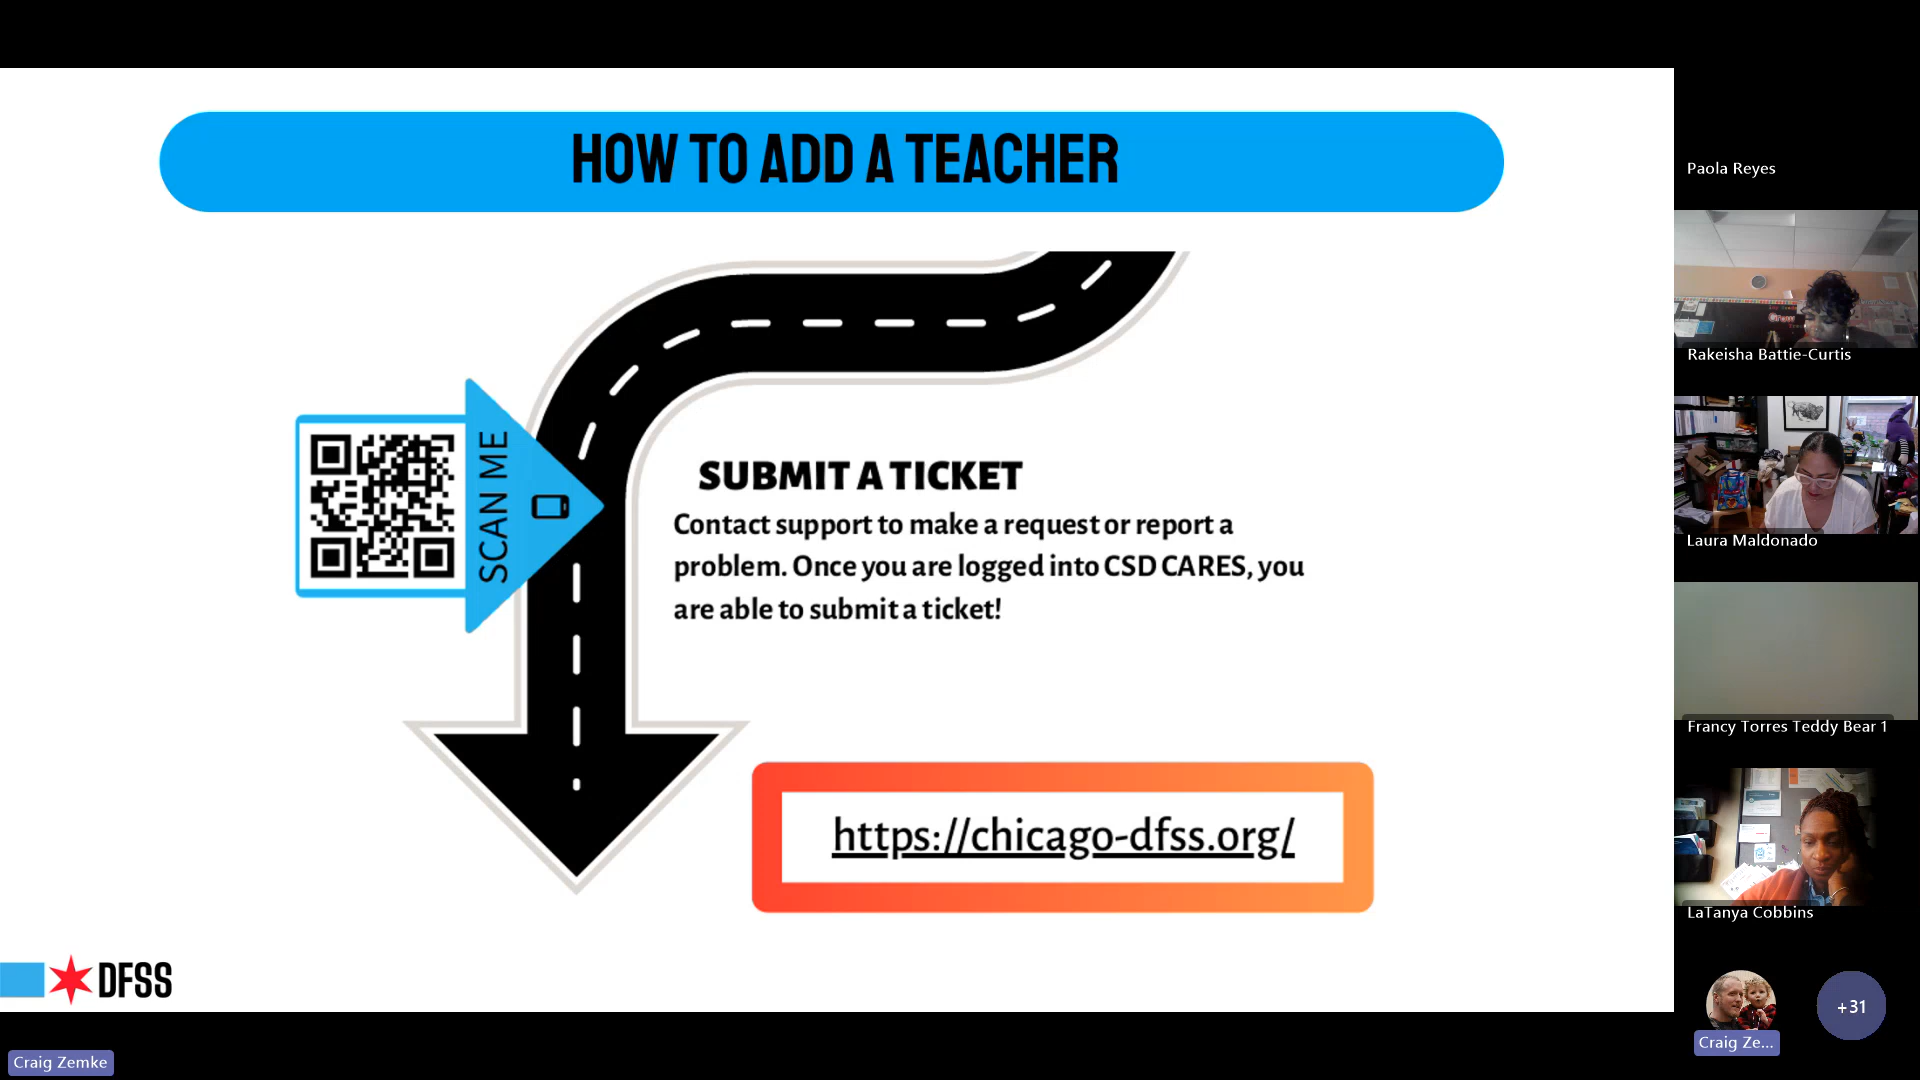 HOW TO ADD A TEACHER
SCAN ME
SUBMIT A TICKET
Contact support to make a request or report a
problem. Once you are logged into CSD CARES, you
are able to submit a ticket!
https://chicago-dfss.org/
DFSS
Craig Zemke
Paola Reyes
Rakeisha Battie-Curtis
Laura Maldonado
Francy Torres Teddy Bear 1
LaTanya Cobbins
Craig Ze...
+31